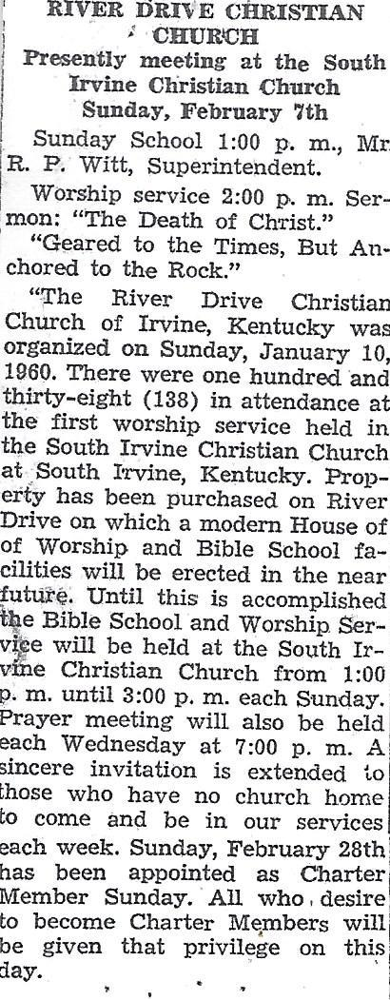 RIVER DRIVE CHRISTIAN
CHURCH
Presently meeting at the South
Irvine Christian Church
Sunday, February 7th
Sunday School 1:00 p. m., Mr.
R. P. Witt, Superintendent.
Worship service 2:00 p. m. Ser-
mon: “The Death of Christ.”
“Geared to the Times, But An-
chored to the Rock.”
“The River Drive Christian
Church of Irvine, Kentucky was
organized on Sunday, January 10,
1960. There were one hundred and
thirty-eight (138) in attendance at
the first worship service held in
the South Irvine Christian Church
at South Irvine, Kentucky. Prop-
erty has been purchased on River
Drive on which a modern House of
of Worship and Bible School fa-
cilities will be erected in the near
future. Until this is accomplished
the Bible School and Worship Ser-
vice will be held at the South Ir-
vine Christian Church from 1:00
p. m. until 3:00 p. m. each Sunday.
Prayer meeting will also be held
each Wednesday at 7:00 p. m. A
sincere invitation is extended to
those who have no church home
to come and be in our services
each week. Sunday, February 28th
has been appointed as Charter
Member Sunday. All who desire
to become Charter Members will
be given that privilege on this
day.